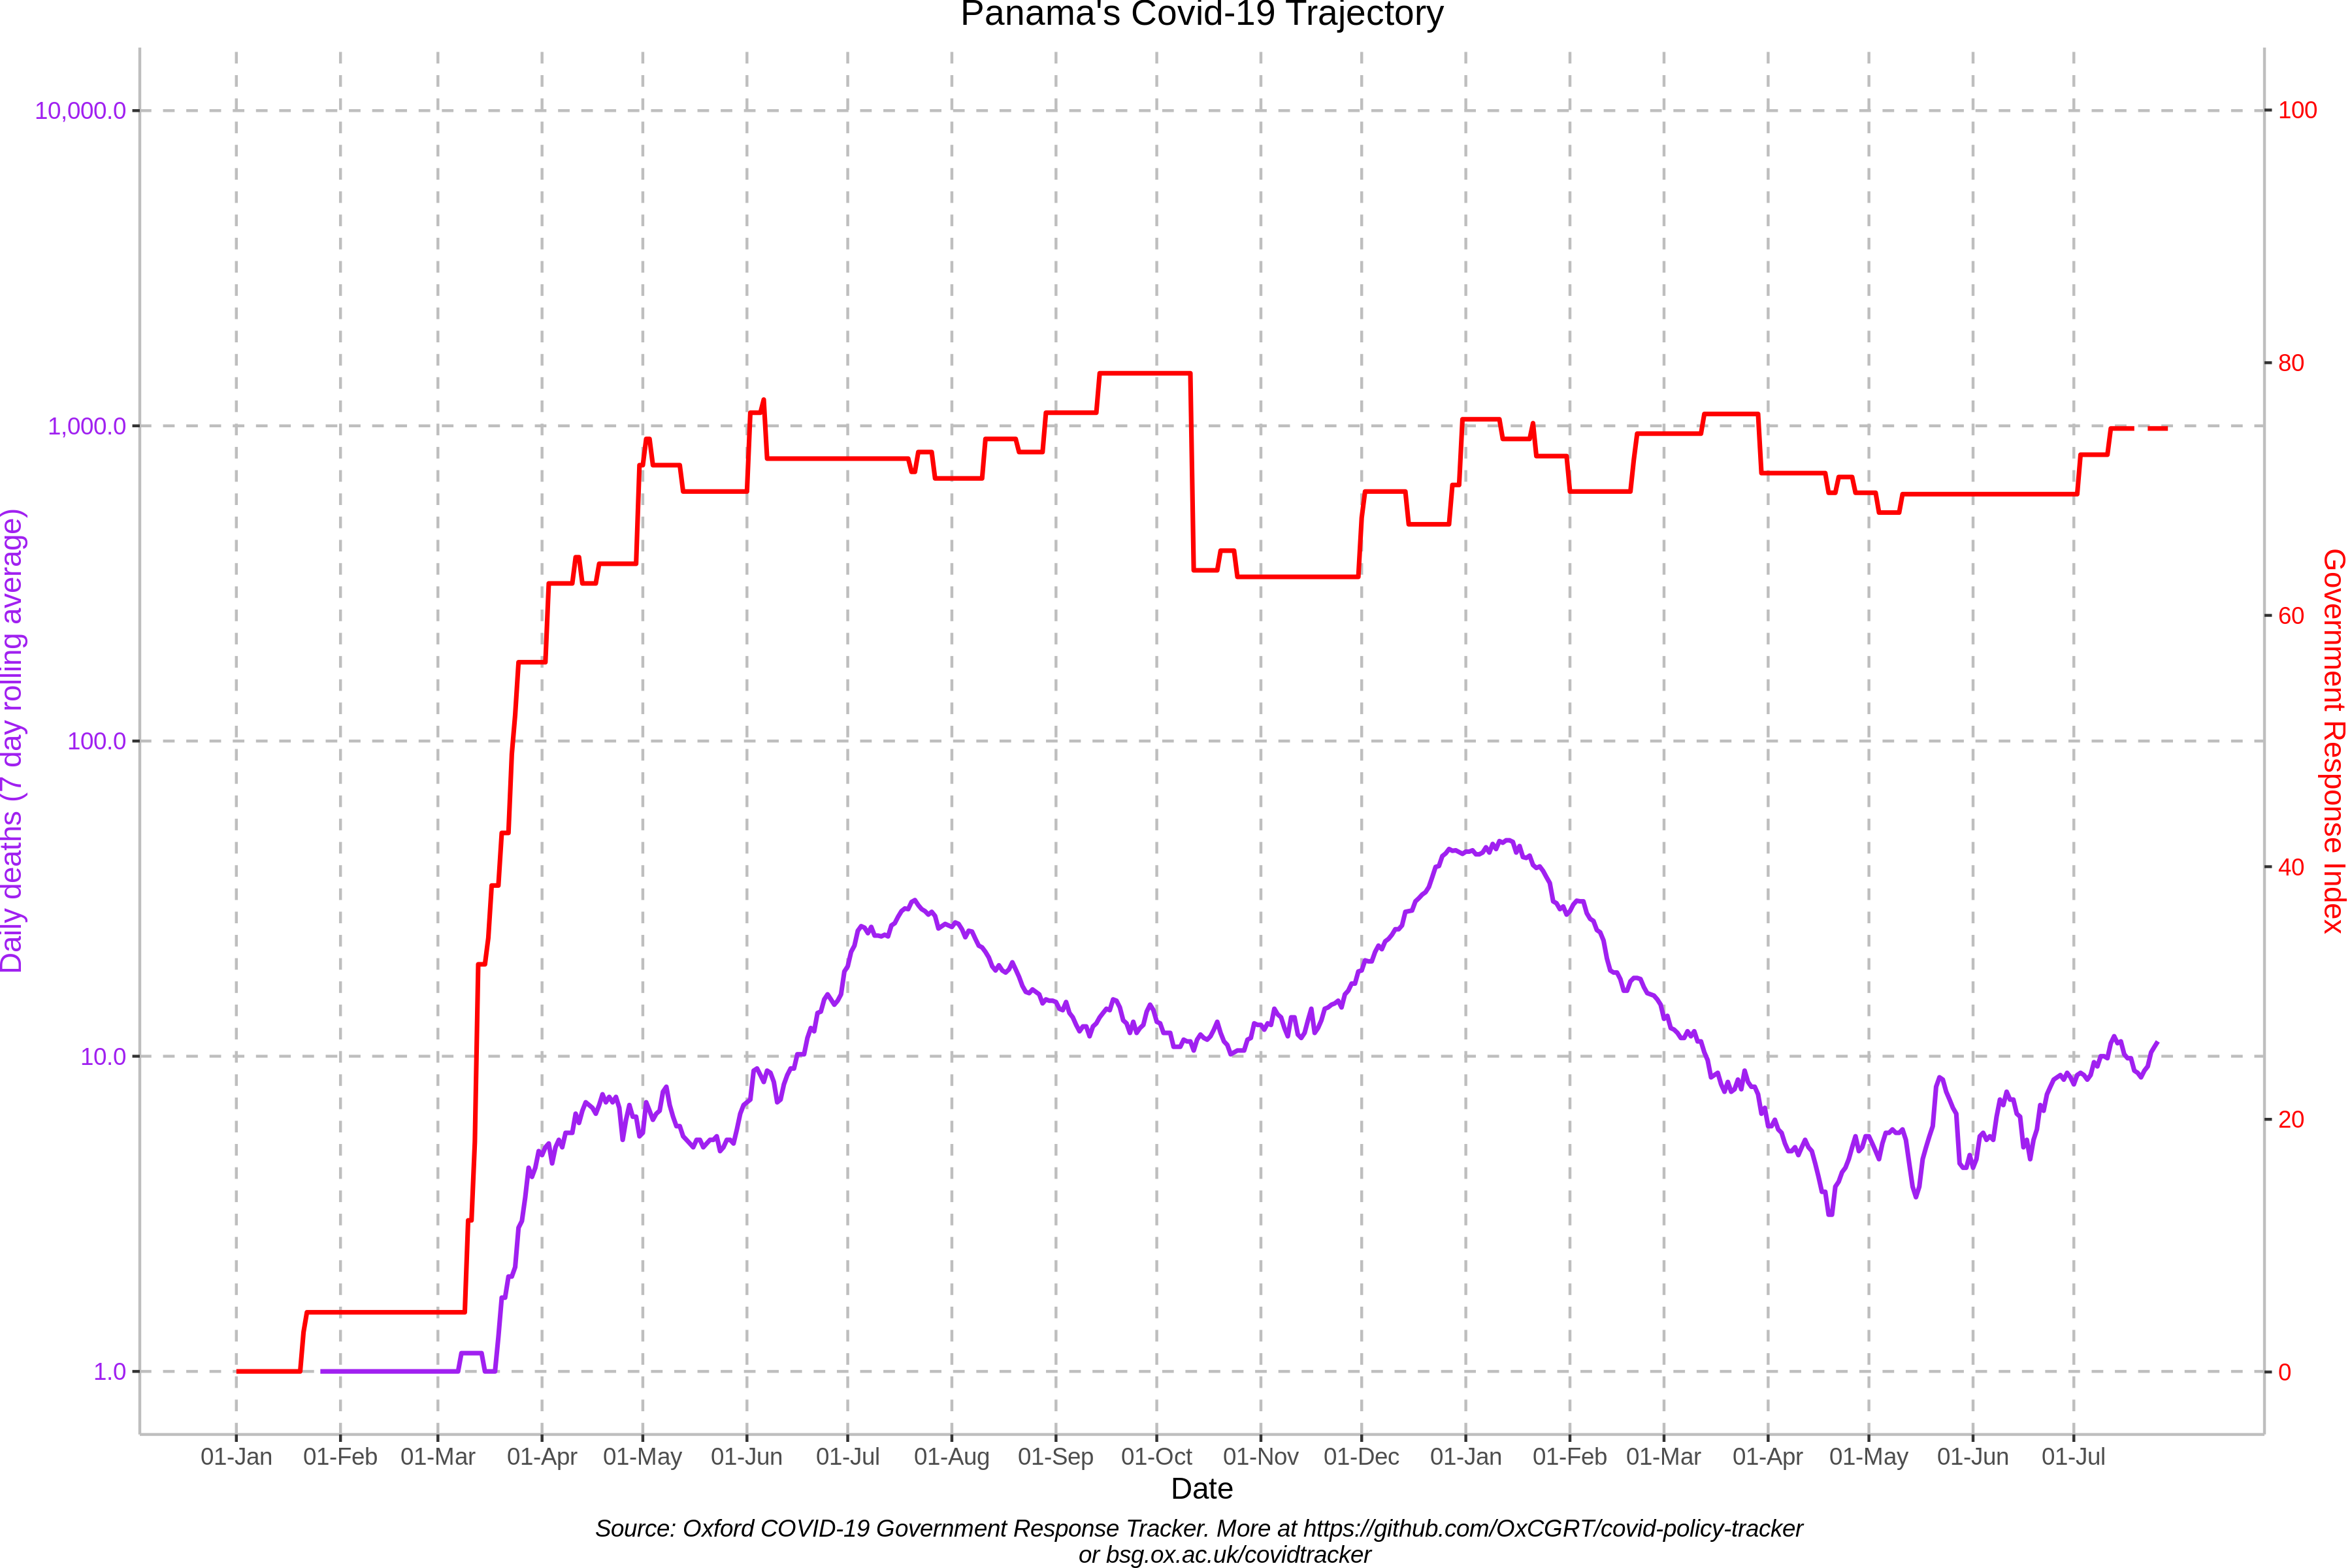 Panama's Covid-19 Trajectory
10,000.0
1,000.0
100.0
10.0
1.0
Daily deaths (7 day rolling average)
100
80
60
40
20
0
Government Response Index
01-Jan 01-Feb 01-Mar 01-Apr 01-May 01-Jun 01-Jul 01-Aug 01-Sep 01-Oct 01-Nov 01-Dec 01-Jan 01-Feb 01-Mar 01-Apr 01-May 01-Jun 01-Jul
Date
Source: Oxford COVID-19 Government Response Tracker. More at https://github.com/OxCGRT/covid-policy-tracker
or bsg.ox.ac.uk/covidtracker